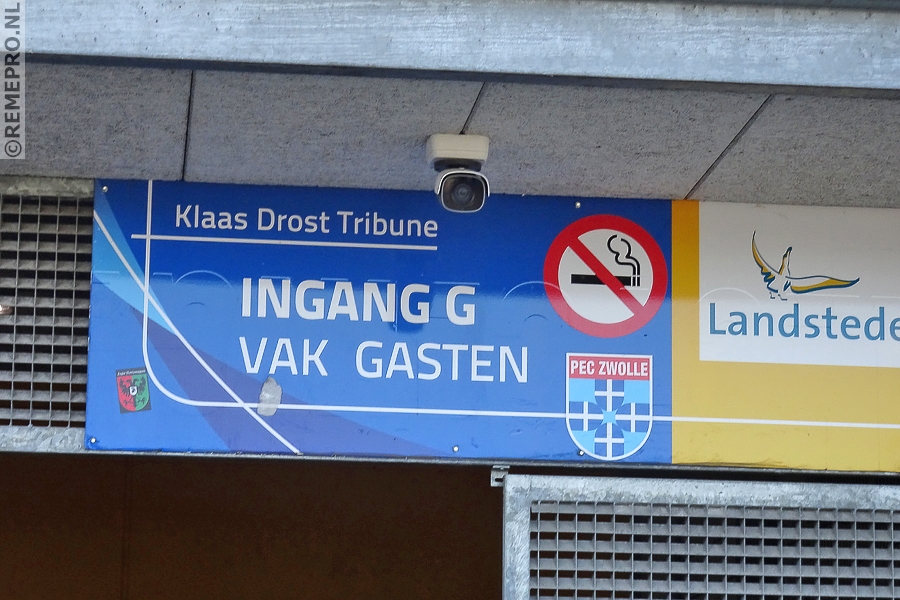 ©REMEPRO.NL
Klaas Drost Tribune
INGANG G
VAK GASTEN
PEC ZWOLLE
Landstede